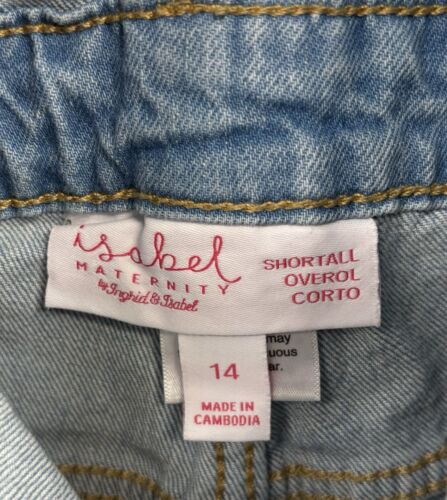 isabel
MATERNITY
by Ingrid & Isabel
SHORTALL
OVEROL
CORTO
may
uous
ar.
14
MADE IN
CAMBODIA